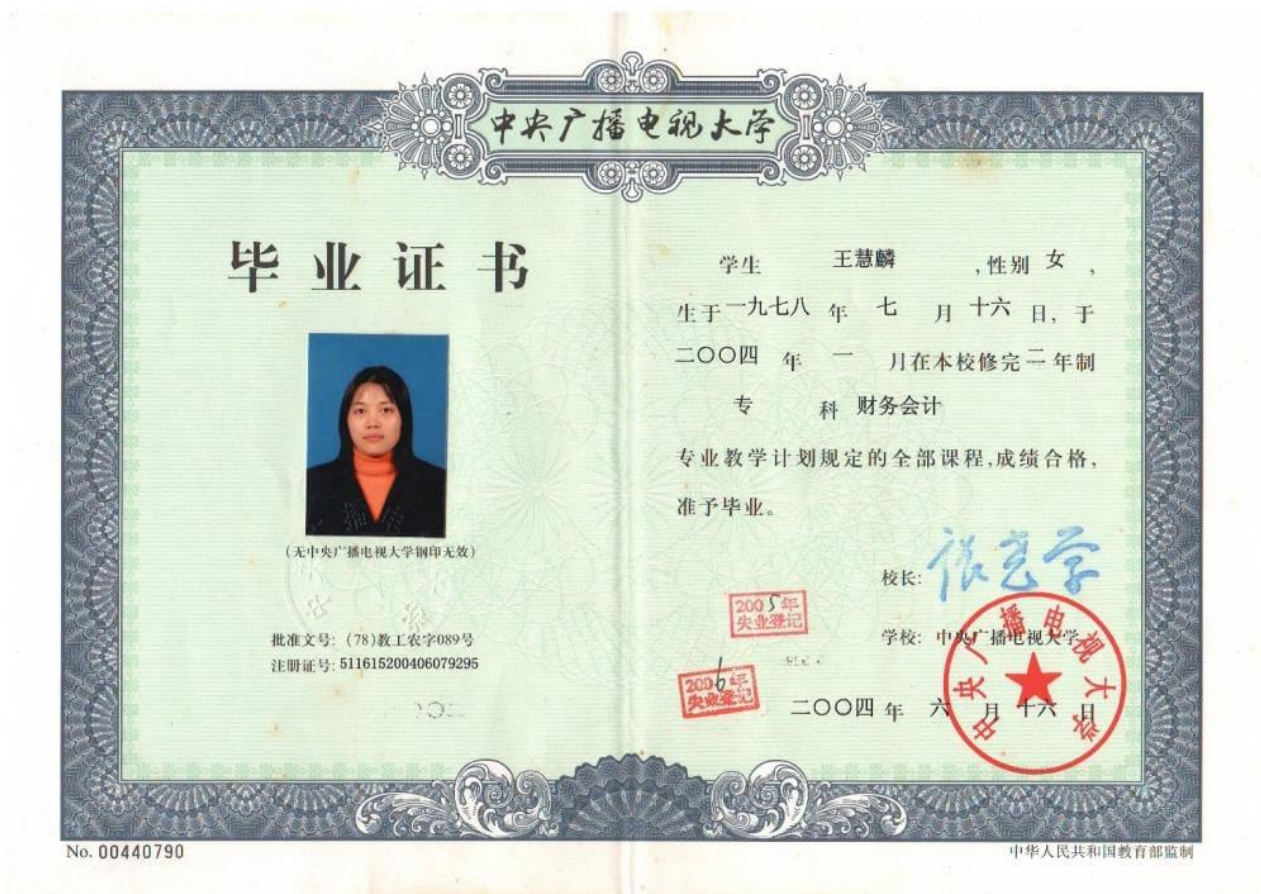 中央广播电视大学
毕业证书
(无中央广播电视大学钢印无效)
批准文号: (78)教工农字089号
注册证号: 511615200406079295
学生 王慧麟 ,性别 女 ,
生于一九七八 年 七 月 十六 日, 于
二〇〇四 年 一 月在本校修完二年制
专 科 财务会计
专业教学计划规定的全部课程,成绩合格,
准予毕业。
校长:
2005年
失业登记
学校: 中央广播电视大学
2006年
失业登记
二〇〇四 年 六 月 十六 日
中央广播电视大学
No. 00440790
中华人民共和国教育部监制